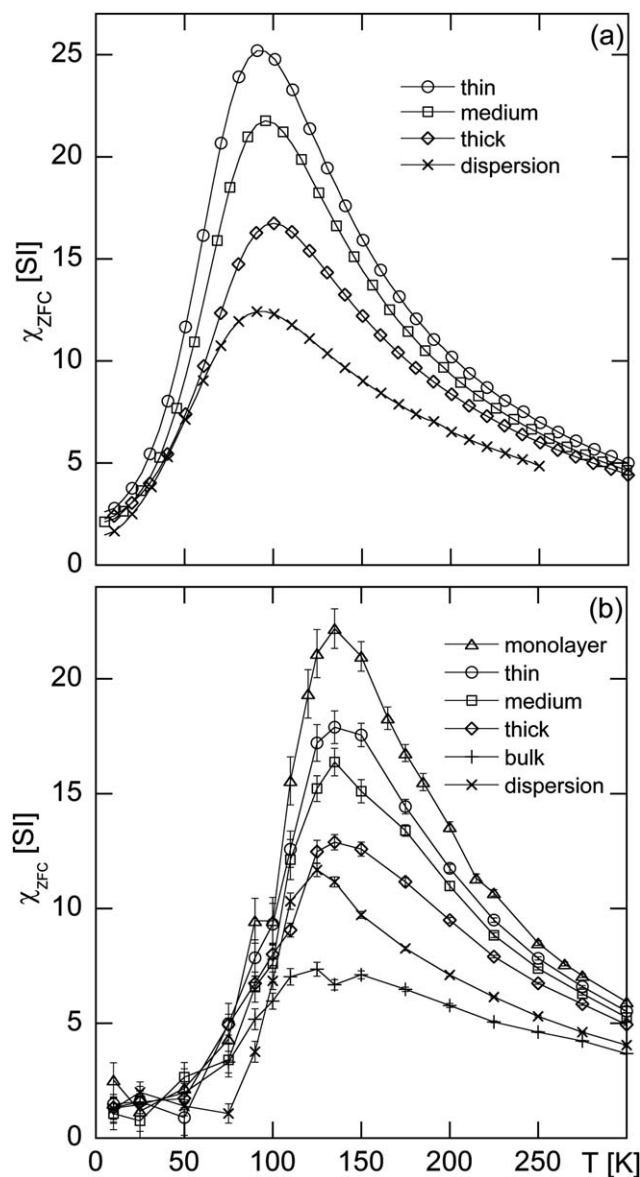 (a)
25
20
15
10
5
0
χZFC [SI]
thin
medium
thick
dispersion
(b)
monolayer
thin
medium
thick
bulk
dispersion
20
15
10
5
0
χZFC [SI]
0 50 100 150 200 250 T [K]